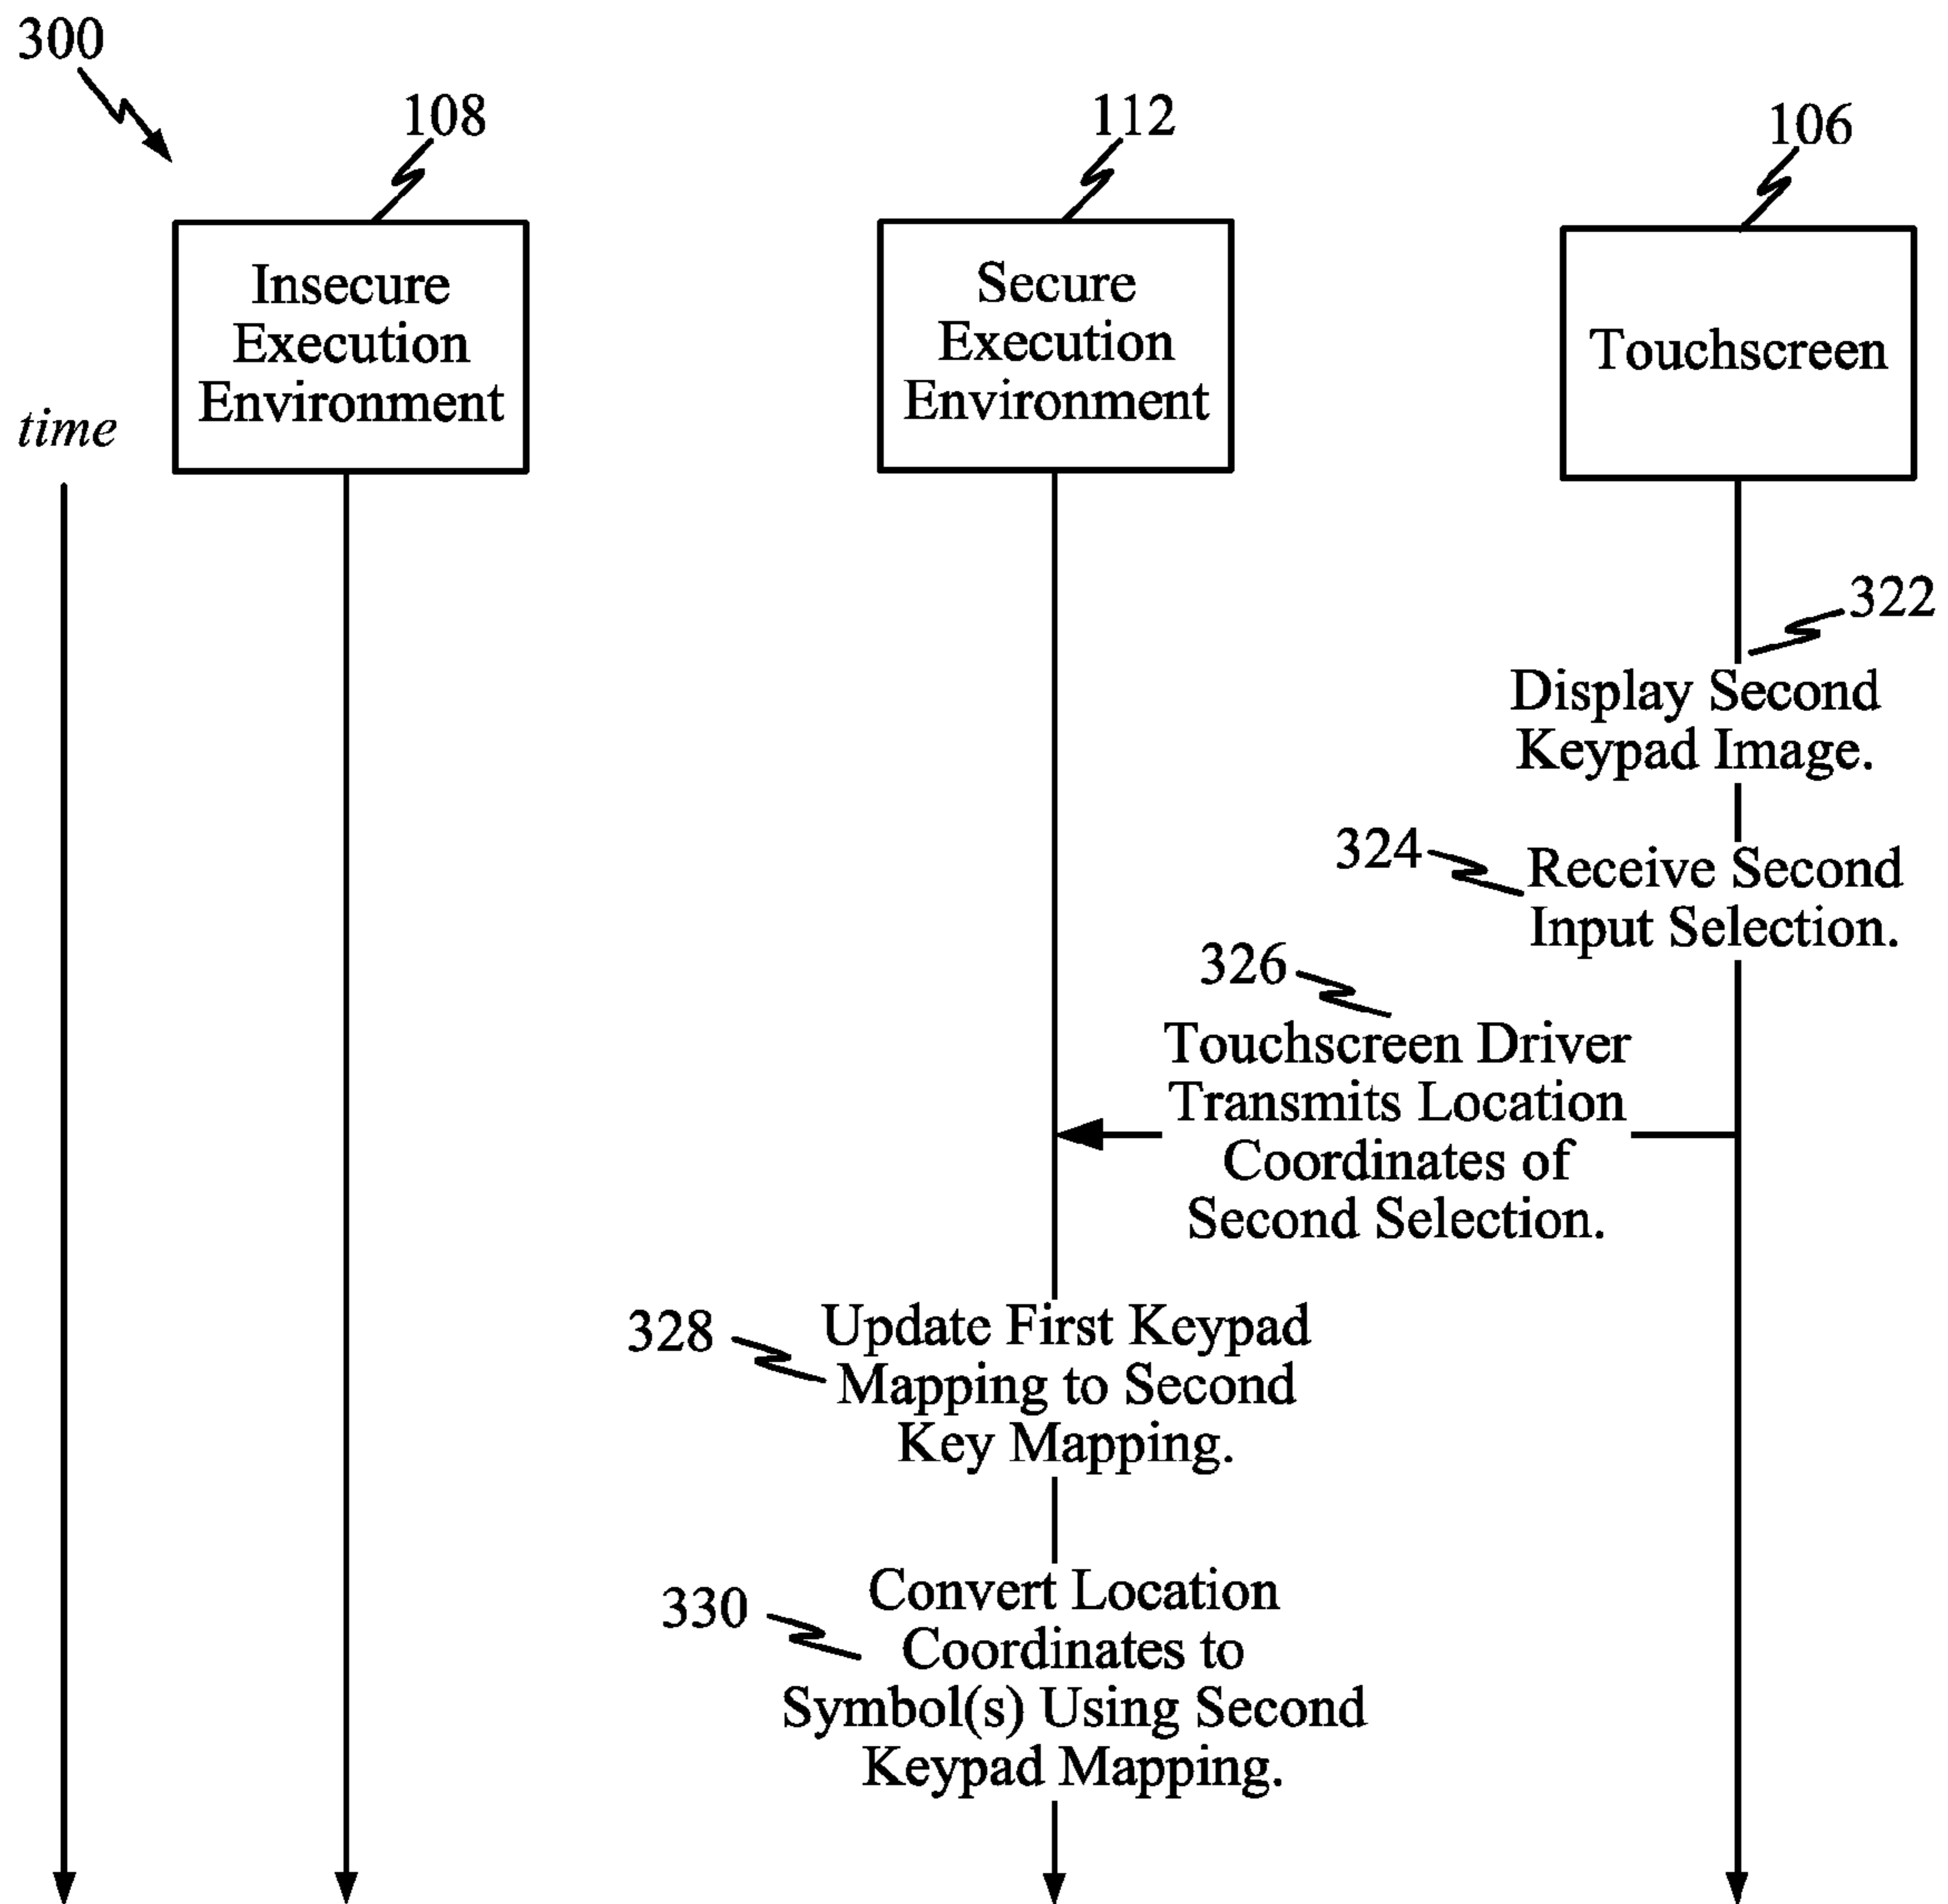 300
108
112
106
Insecure
Execution
Environment
Secure
Execution
Environment
Touchscreen
time
322
Display Second
Keypad Image.
324
Receive Second
Input Selection.
326
Touchscreen Driver
Transmits Location
Coordinates of
Second Selection.
328
Update First Keypad
Mapping to Second
Key Mapping.
330
Convert Location
Coordinates to
Symbol(s) Using Second
Keypad Mapping.